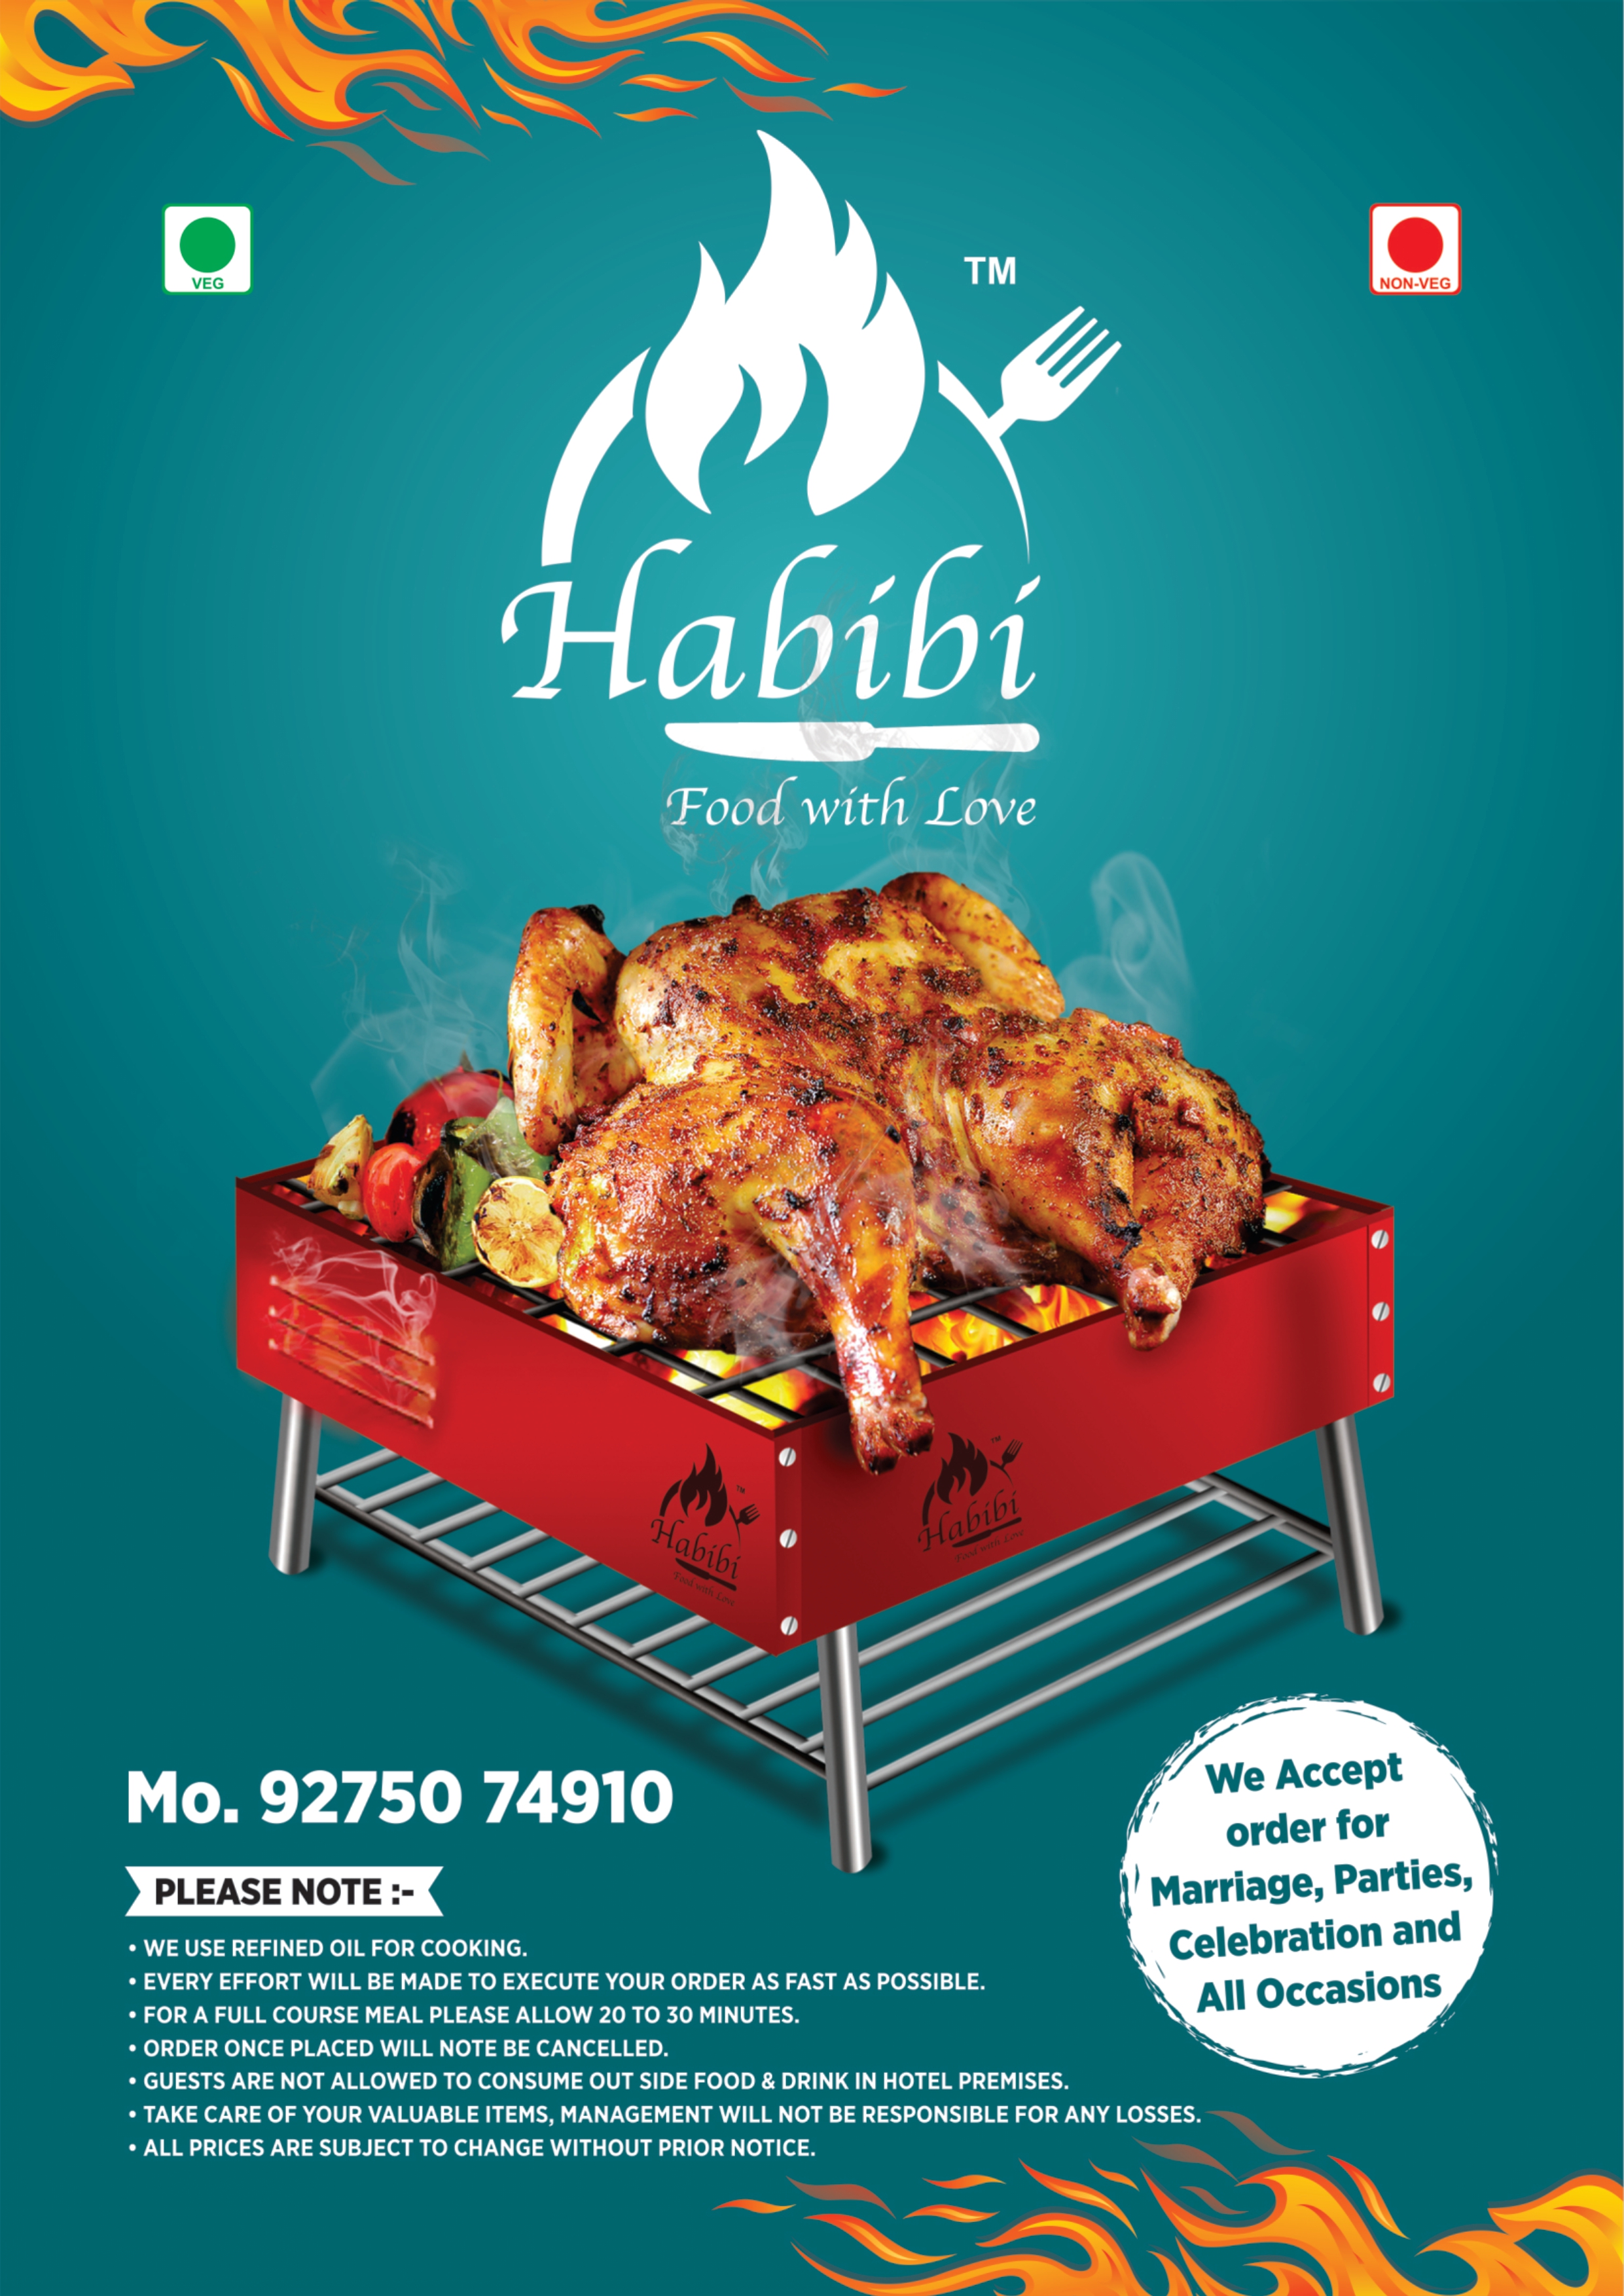 VEG
NON-VEG
TM
Habibi
Food with Love
TM
Habibi
Food with Love
TM
Habibi
Food with Love
Mo. 92750 74910
PLEASE NOTE :-
• WE USE REFINED OIL FOR COOKING.
• EVERY EFFORT WILL BE MADE TO EXECUTE YOUR ORDER AS FAST AS POSSIBLE.
• FOR A FULL COURSE MEAL PLEASE ALLOW 20 TO 30 MINUTES.
• ORDER ONCE PLACED WILL NOTE BE CANCELLED.
• GUESTS ARE NOT ALLOWED TO CONSUME OUT SIDE FOOD & DRINK IN HOTEL PREMISES.
• TAKE CARE OF YOUR VALUABLE ITEMS, MANAGEMENT WILL NOT BE RESPONSIBLE FOR ANY LOSSES.
• ALL PRICES ARE SUBJECT TO CHANGE WITHOUT PRIOR NOTICE.
We Accept
order for
Marriage, Parties,
Celebration and
All Occasions